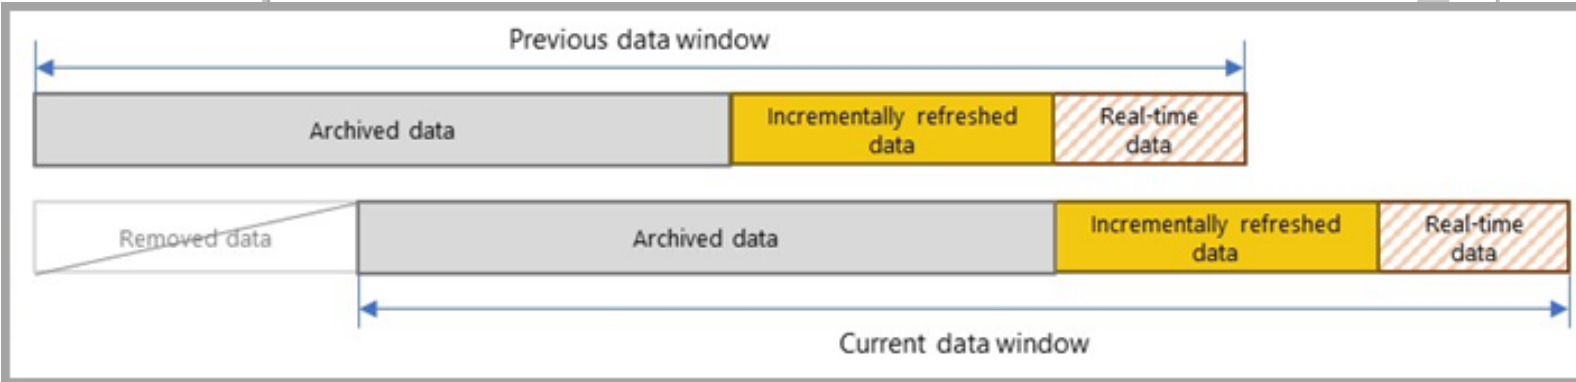 Previous data window
Archived data
Incrementally refreshed
data
Real-time
data
Removed data
Archived data
Incrementally refreshed
data
Real-time
data
Current data window